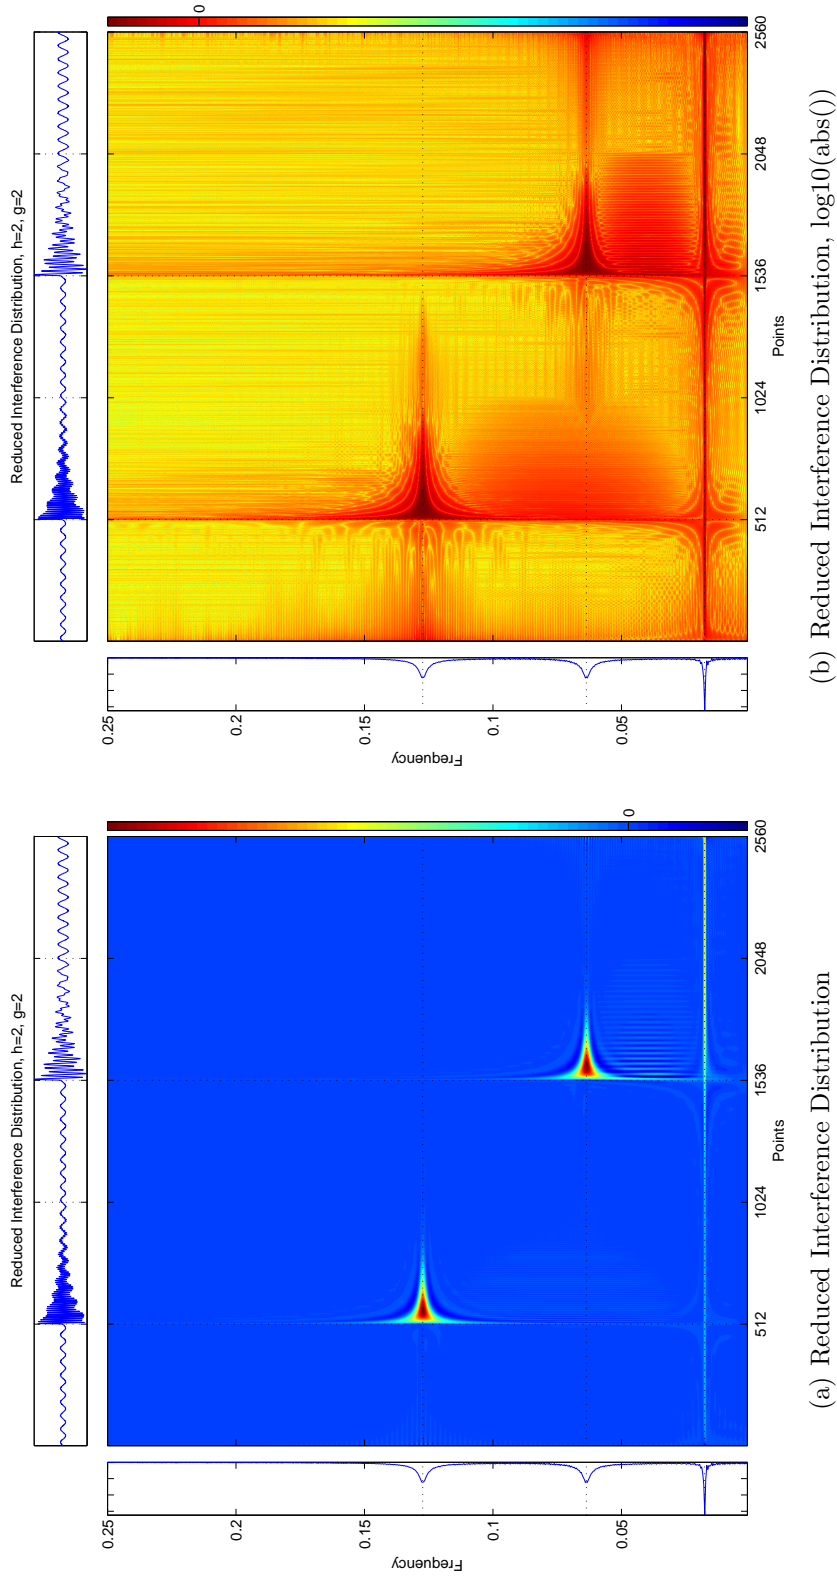 Reduced Interference Distribution, h=2, g=2
0
0.25
0.2
0.15
0.1
0.05
Frequency
512
1024
1536
2048
2560
Points
(a) Reduced Interference Distribution
Reduced Interference Distribution, h=2, g=2
0
0.25
0.2
0.15
0.1
0.05
Frequency
512
1024
1536
2048
2560
Points
(b) Reduced Interference Distribution, log10(abs())